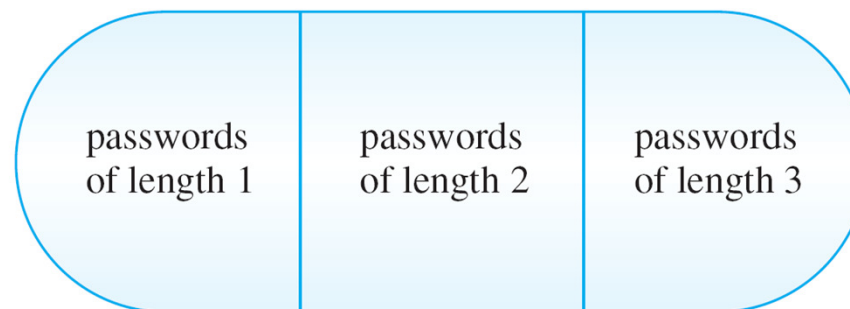 passwords
of length 1
passwords
of length 2
passwords
of length 3